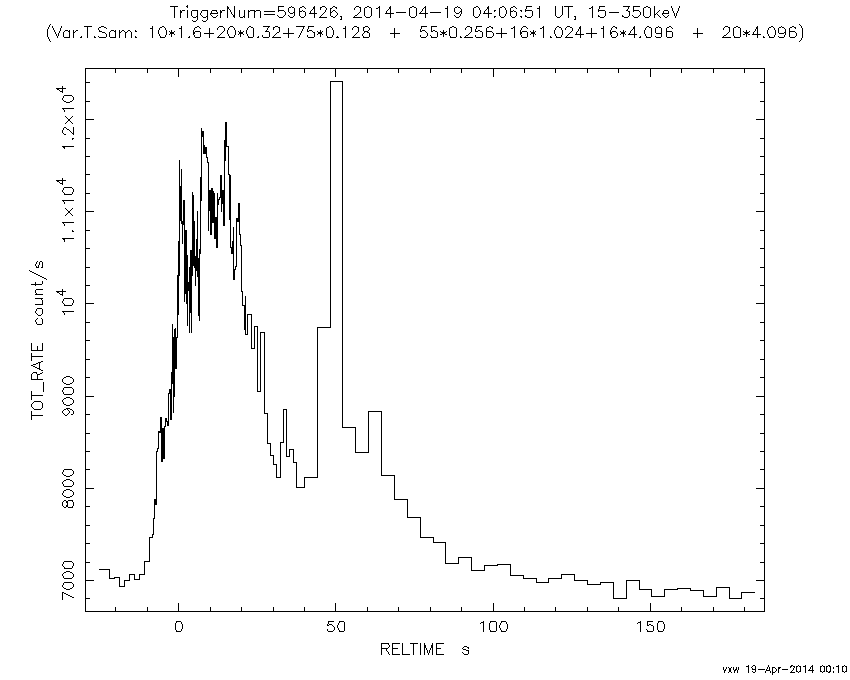 TriggerNum=596426, 2014-04-19 04:06:51 UT, 15-350keV
(Var.T.Sam: 10*1.6+20*0.32+75*0.128 + 55*0.256+16*1.024+16*4.096 + 20*4.096)
1.2×10⁴
1.1×10⁴
10⁴
9000
8000
7000
TOT_RATE count/s
0 50 100 150
RELTIME s
vxw 19-Apr-2014 00:10